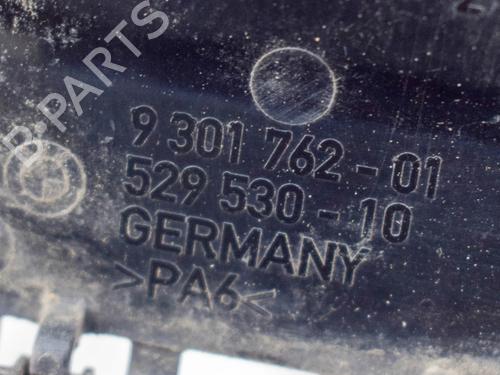 B-PARTS
9 301 762 - 01
529 530 - 10
GERMANY
>PA6<